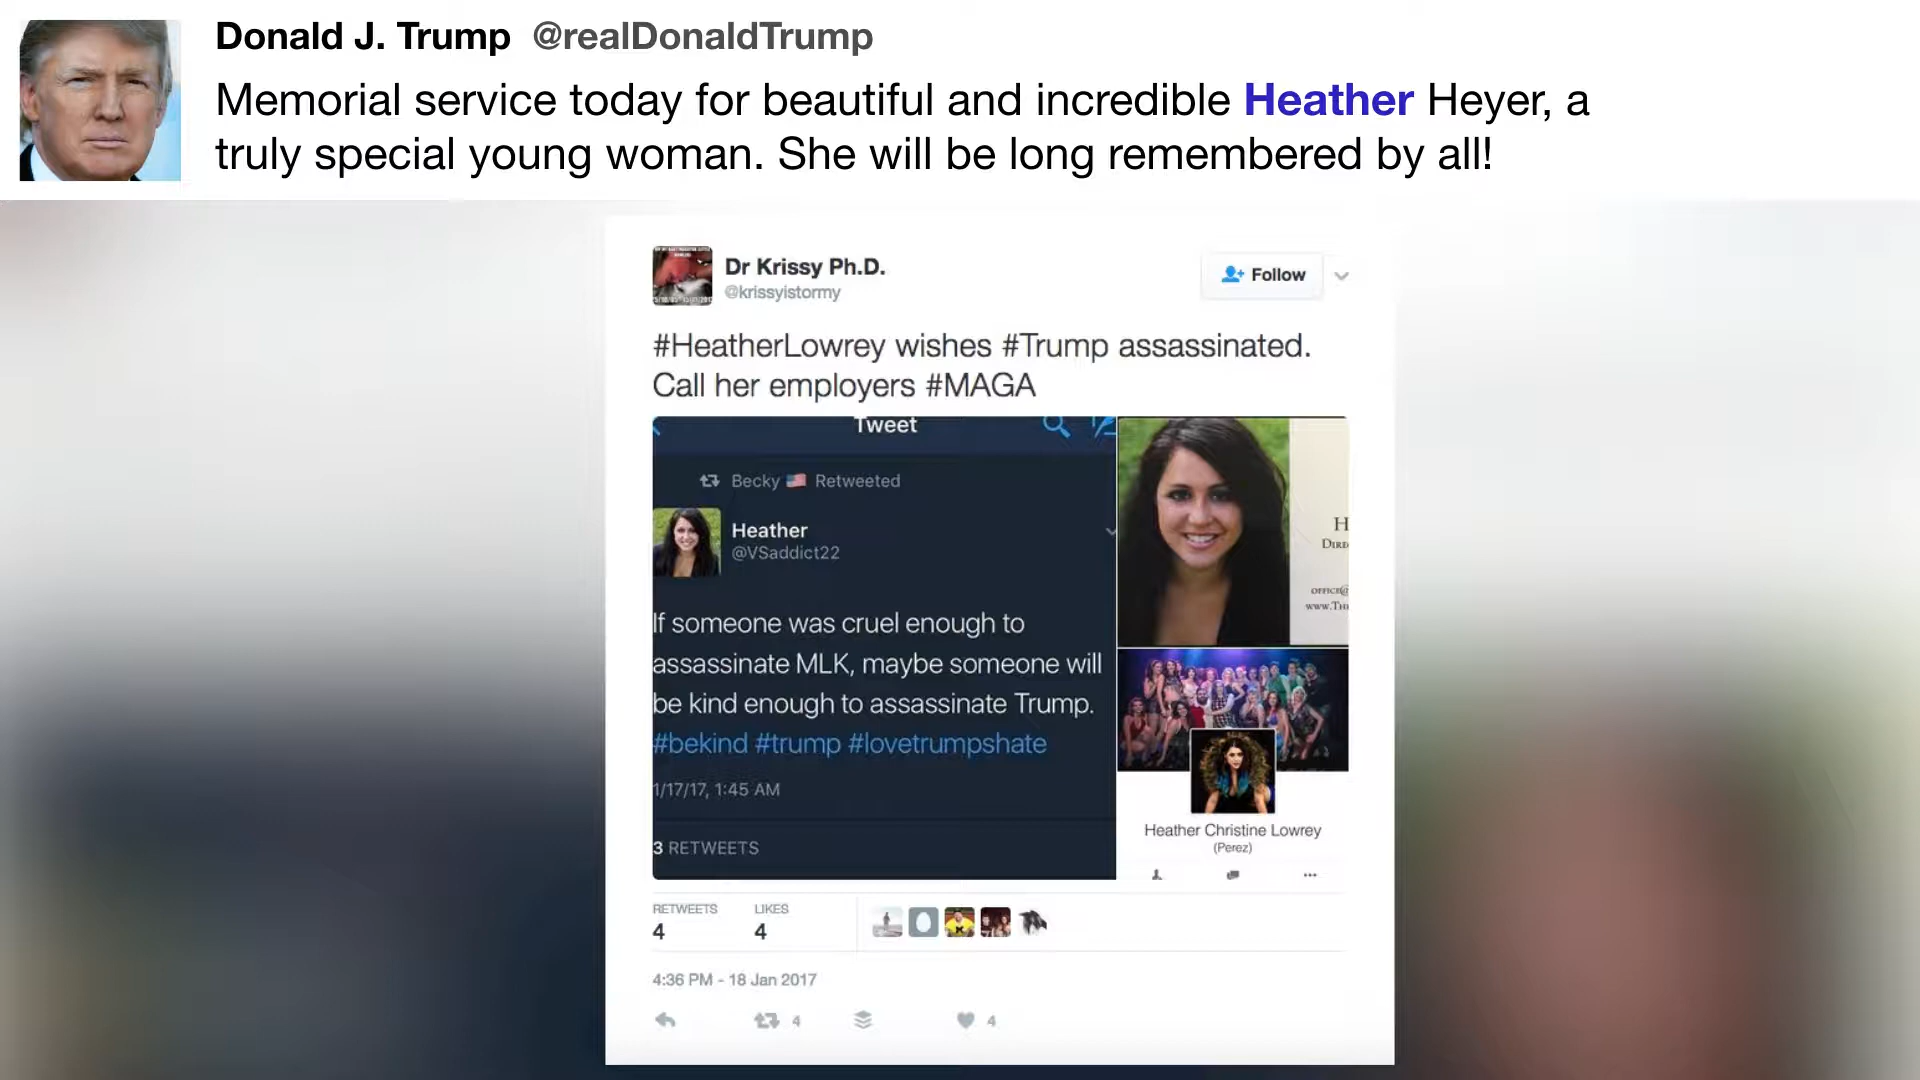 Donald J. Trump @realDonaldTrump
Memorial service today for beautiful and incredible Heather Heyer, a
truly special young woman. She will be long remembered by all!
Dr Krissy Ph.D.
@krissyistormy
Follow
#HeatherLowrey wishes #Trump assassinated.
Call her employers #MAGA
Tweet
Becky Retweeted
Heather
@VSaddict22
If someone was cruel enough to
assassinate MLK, maybe someone will
be kind enough to assassinate Trump.
#bekind #trump #lovetrumpshate
1/17/17, 1:45 AM
3 RETWEETS
H
DIRE
OFFICE@
WWW.TH
Heather Christine Lowrey
(Perez)
RETWEETS LIKES
4 4
4:36 PM - 18 Jan 2017
4 4